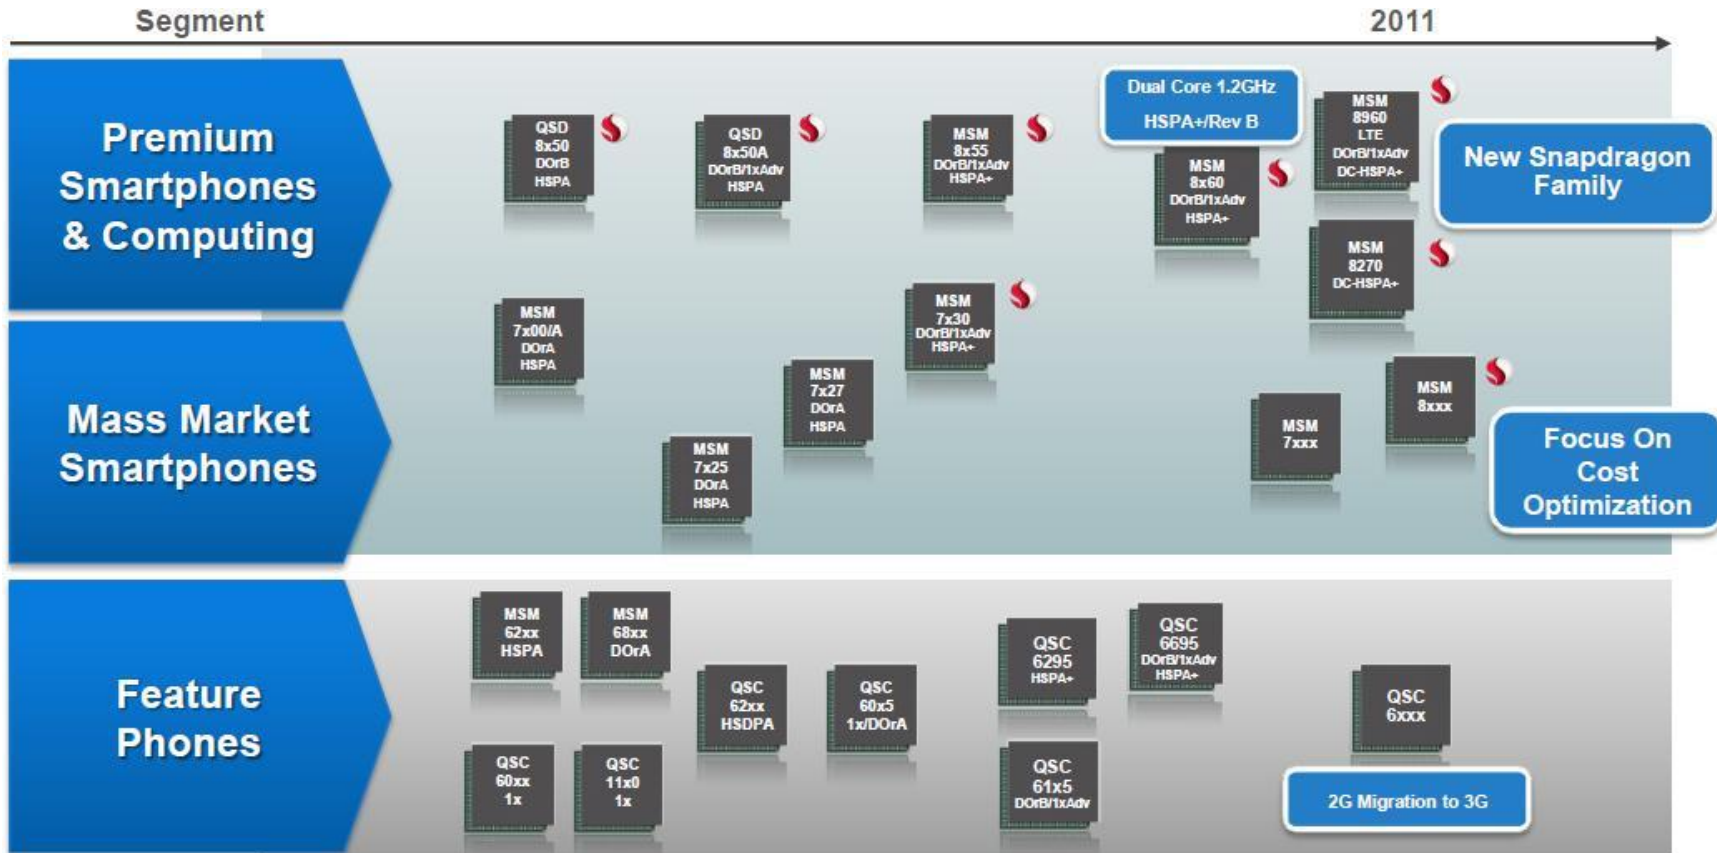 Segment
2011
Premium
Smartphones
& Computing
QSD
8x50
DOrB
HSPA
QSD
8x50A
DOrB/1xAdv
HSPA
MSM
8x55
DOrB/1xAdv
HSPA+
Dual Core 1.2GHz
HSPA+/Rev B
MSM
8x60
DOrB/1xAdv
HSPA+
MSM
8960
LTE
DOrB/1xAdv
DC-HSPA+
New Snapdragon
Family
MSM
8270
DC-HSPA+
MSM
7x00/A
DOrA
HSPA
MSM
7x30
DOrB/1xAdv
HSPA+
Mass Market
Smartphones
MSM
7x27
DOrA
HSPA
MSM
7x25
DOrA
HSPA
MSM
7xxx
MSM
8xxx
Focus On
Cost
Optimization
Feature
Phones
MSM
62xx
HSPA
MSM
68xx
DOrA
QSC
62xx
HSDPA
QSC
60x5
1x/DOrA
QSC
6295
HSPA+
QSC
6695
DOrB/1xAdv
HSPA+
QSC
6xxx
QSC
60xx
1x
QSC
11x0
1x
QSC
61x5
DOrB/1xAdv
2G Migration to 3G